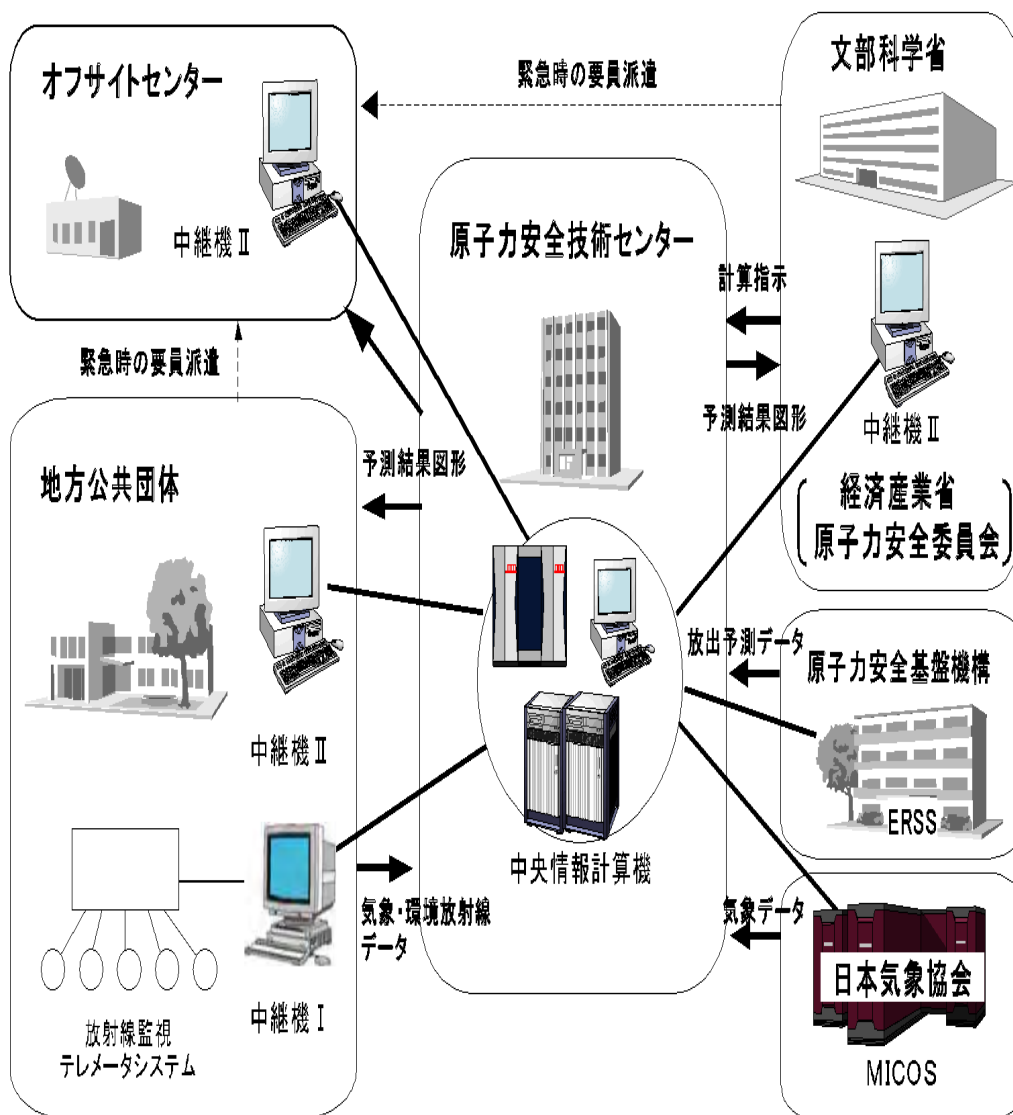 オフサイトセンター
中継機Ⅱ
緊急時の要員派遣
文部科学省
原子力安全技術センター
計算指示
予測結果図形
中継機Ⅱ
経済産業省
原子力安全委員会
緊急時の要員派遣
地方公共団体
予測結果図形
中継機Ⅱ
放出予測データ
原子力安全基盤機構
ERSS
中央情報計算機
気象・環境放射線
データ
中継機Ⅰ
放射線監視
テレメータシステム
気象データ
日本気象協会
MICOS